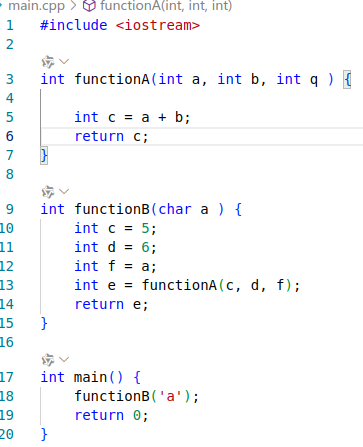 main.cpp > functionA(int, int, int)
1 #include <iostream>
2
3 int functionA(int a, int b, int q ) {
4
5 int c = a + b;
6 return c;
7 }
8
9 int functionB(char a ) {
10 int c = 5;
11 int d = 6;
12 int f = a;
13 int e = functionA(c, d, f);
14 return e;
15 }
16
17 int main() {
18 functionB('a');
19 return 0;
20 }